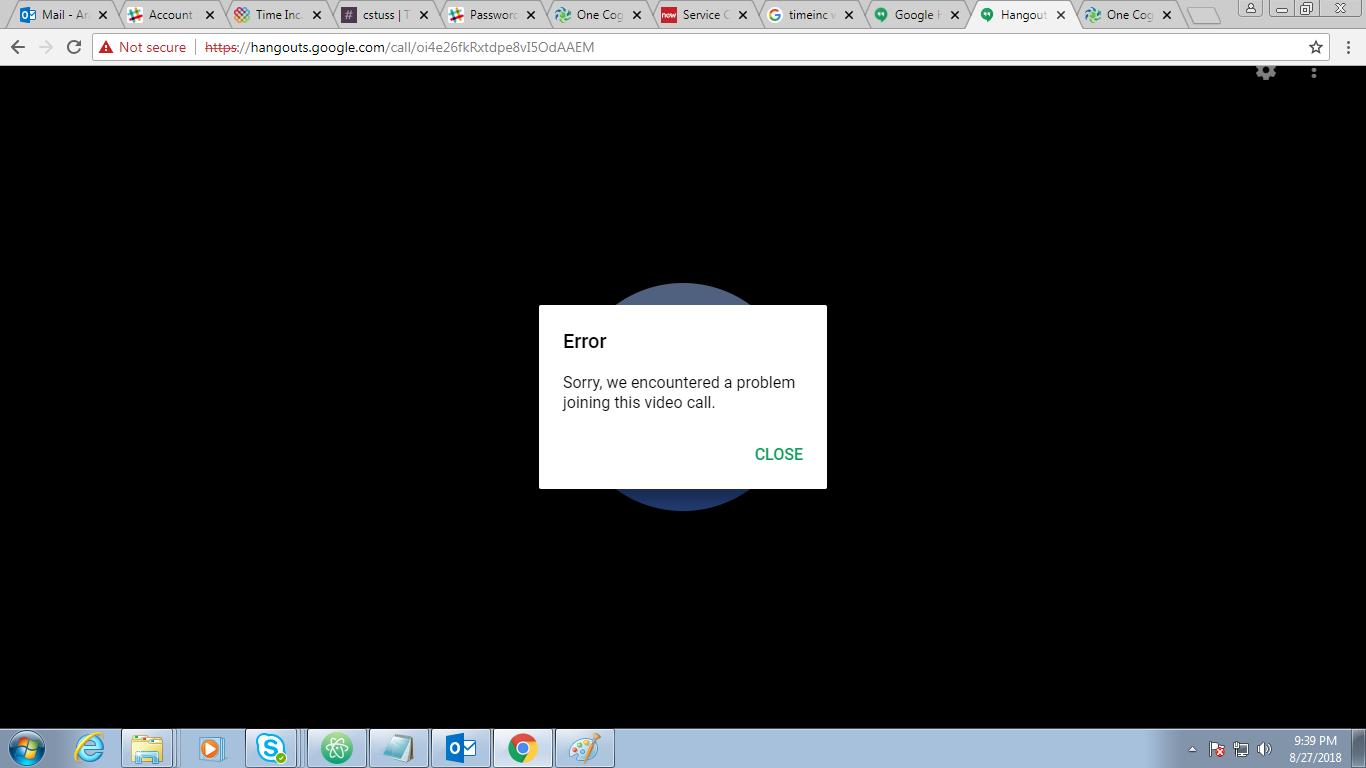 Mail - Ar
Account
Time Inc.
cstuss | T
Password
One Cog
Service C
timeinc v
Google H
Hangout
One Cog
Not secure
https://hangouts.google.com/call/oi4e26fkRxtdpe8vI5OdAAEM
Error
Sorry, we encountered a problem
joining this video call.
CLOSE
9:39 PM
8/27/2018